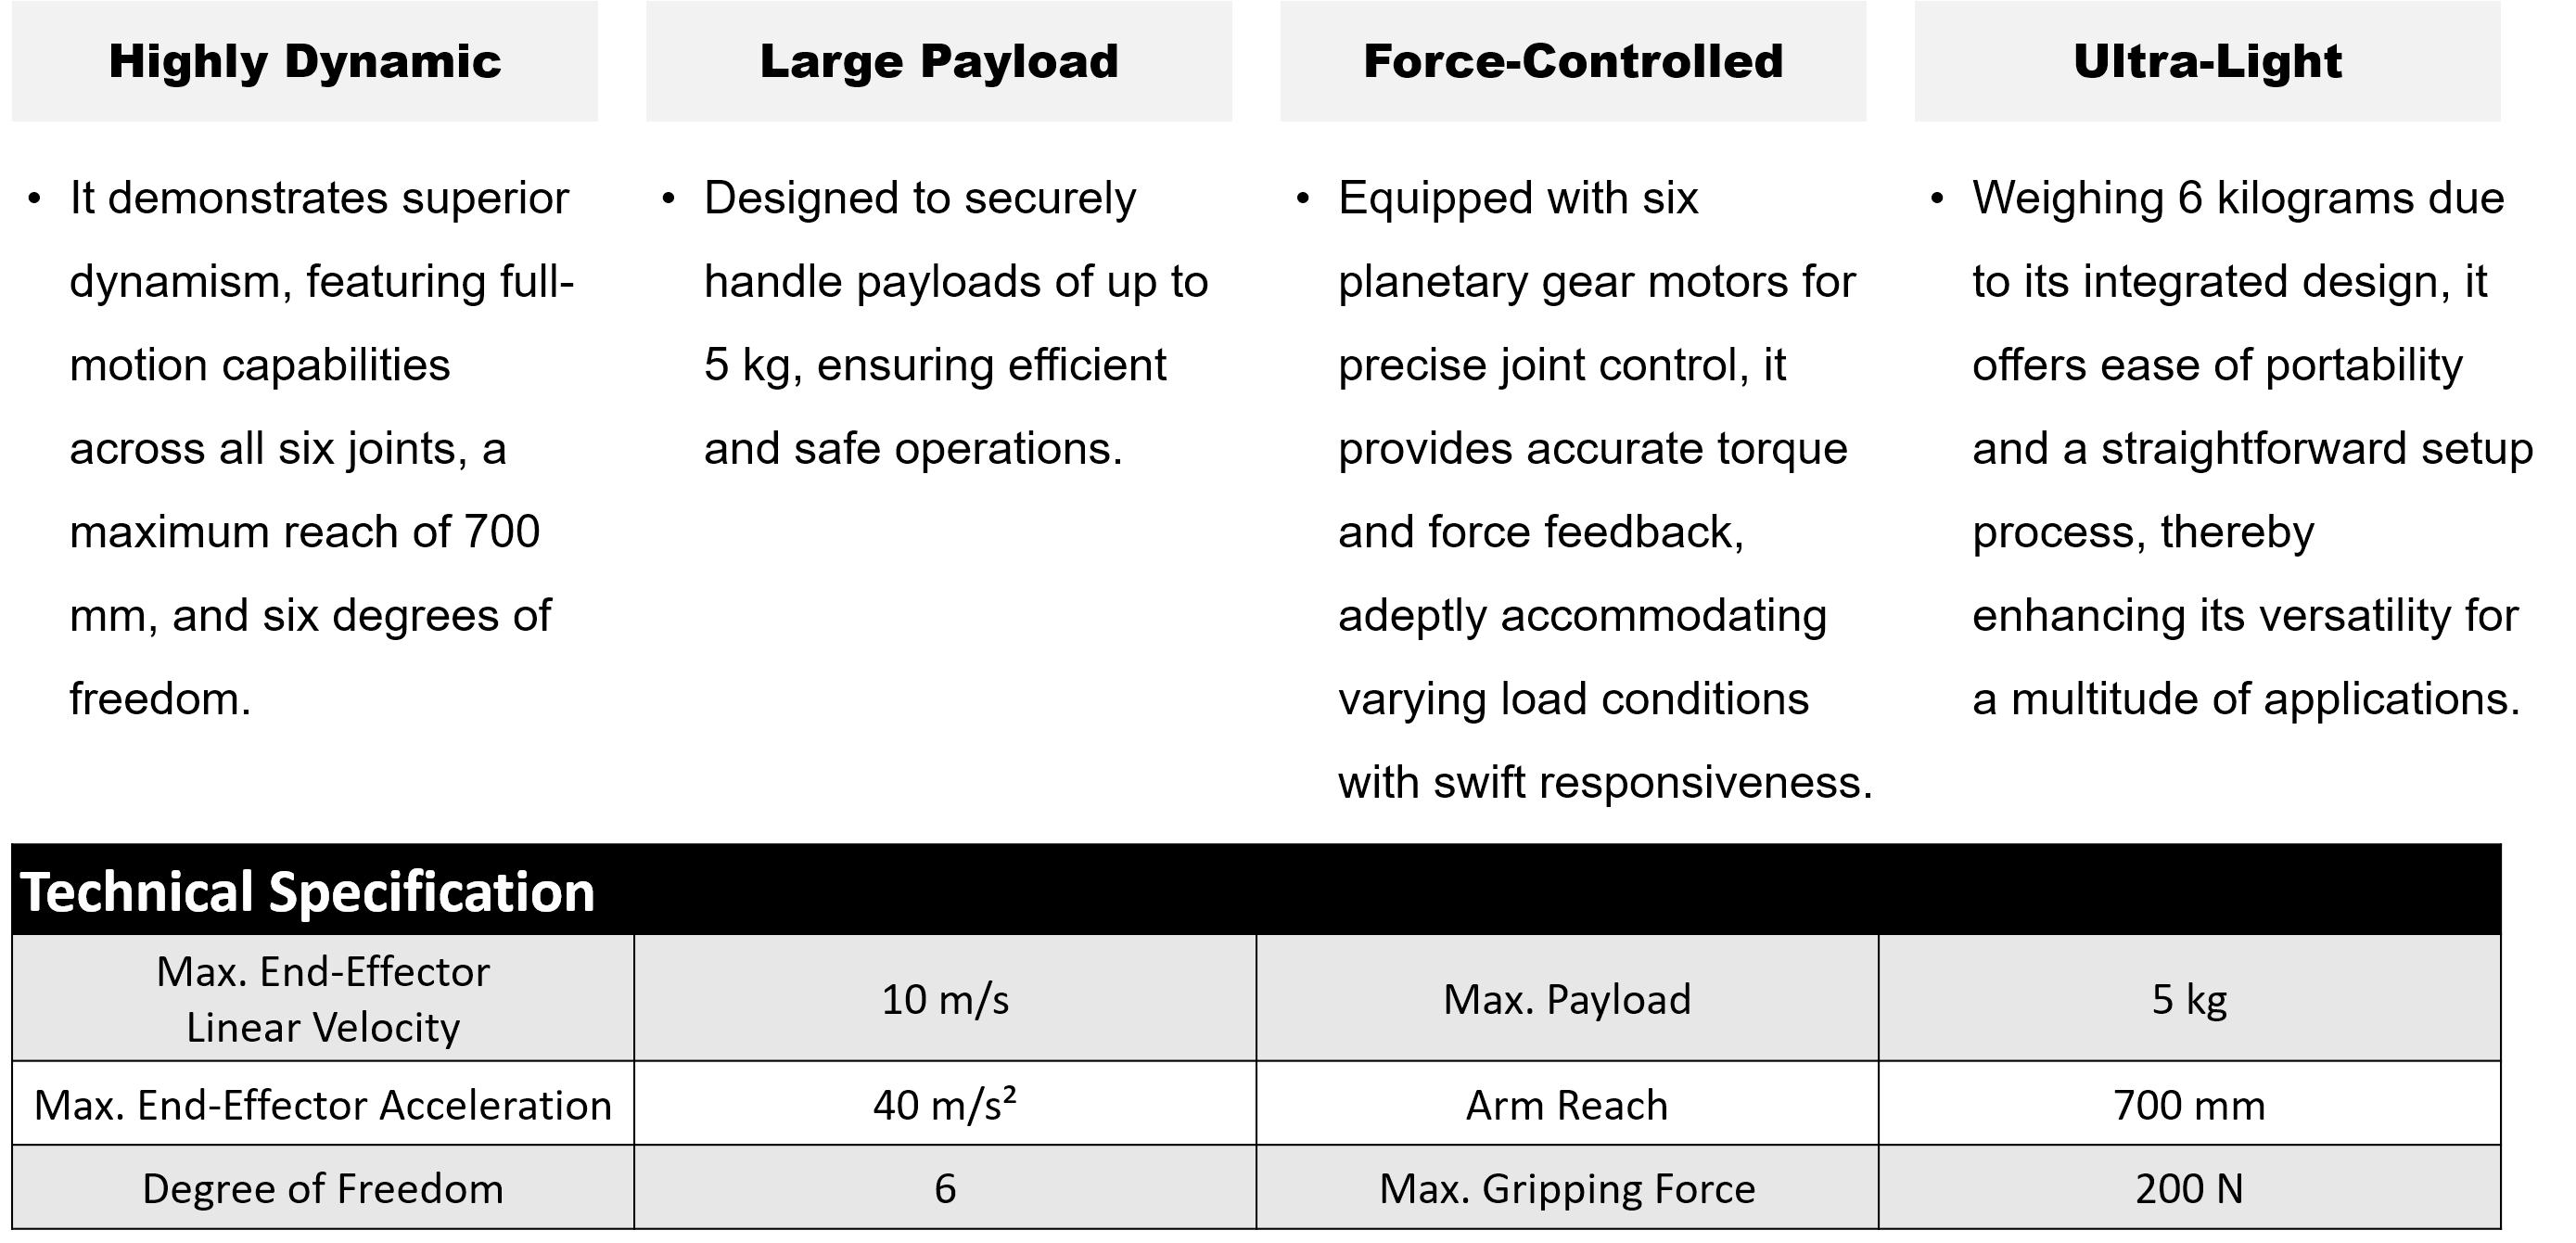 Highly Dynamic
• It demonstrates superior
dynamism, featuring full-
motion capabilities
across all six joints, a
maximum reach of 700
mm, and six degrees of
freedom.
Large Payload
• Designed to securely
handle payloads of up to
5 kg, ensuring efficient
and safe operations.
Force-Controlled
• Equipped with six
planetary gear motors for
precise joint control, it
provides accurate torque
and force feedback,
adeptly accommodating
varying load conditions
with swift responsiveness.
Ultra-Light
• Weighing 6 kilograms due
to its integrated design, it
offers ease of portability
and a straightforward setup
process, thereby
enhancing its versatility for
a multitude of applications.
Technical Specification
Max. End-Effector
Linear Velocity
10 m/s
Max. Payload
5 kg
Max. End-Effector Acceleration
40 m/s²
Arm Reach
700 mm
Degree of Freedom
6
Max. Gripping Force
200 N